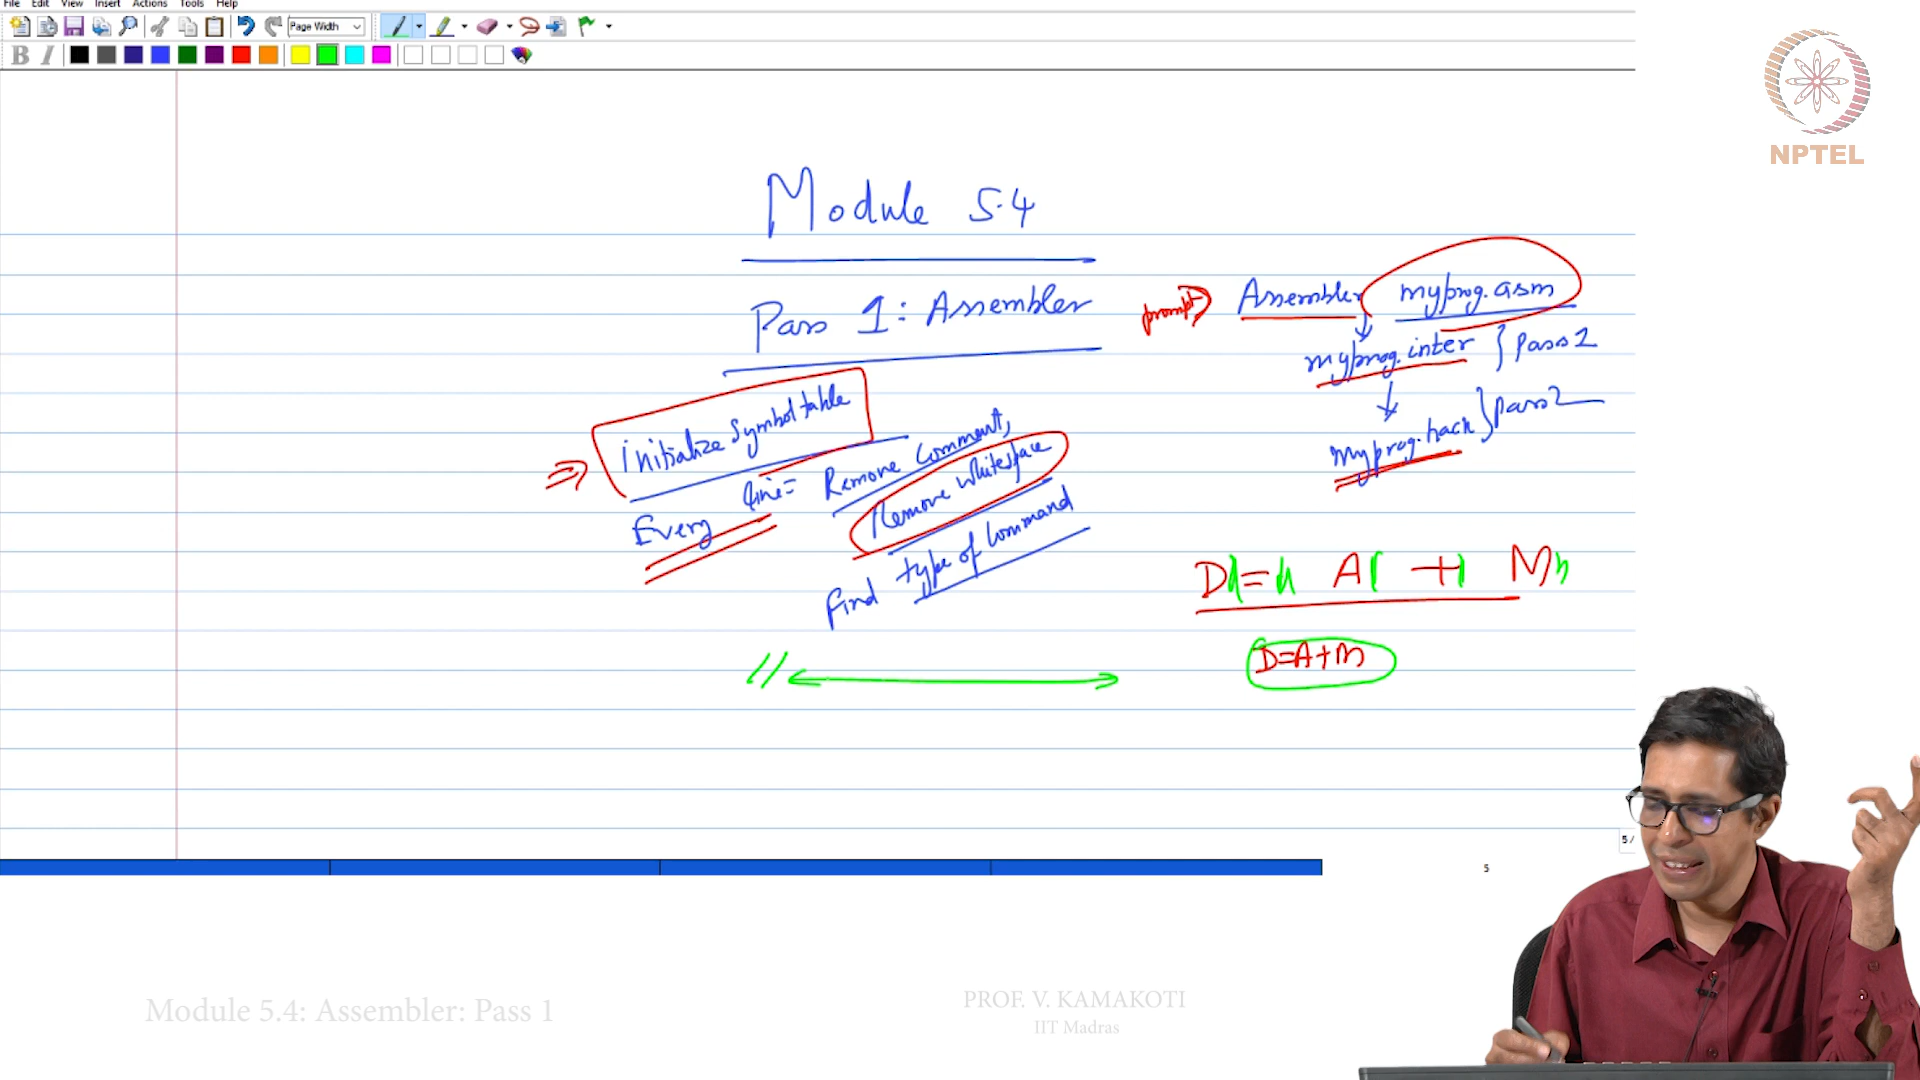 File Edit View Insert Actions Tools Help
Page Width
B I
NPTEL
Module 5.4
Pass 1: Assembler
prompt> Assembler myprog.asm
myprog.inter } Pass 2
myprog.hack } Pass 2
Initialize Symbol table
Every line = Remove Comment,
Remove Whitespace
Find type of Command
D = A + M
//
D=A+M
5/
5
Module 5.4: Assembler: Pass 1
PROF. V. KAMAKOTI
IIT Madras